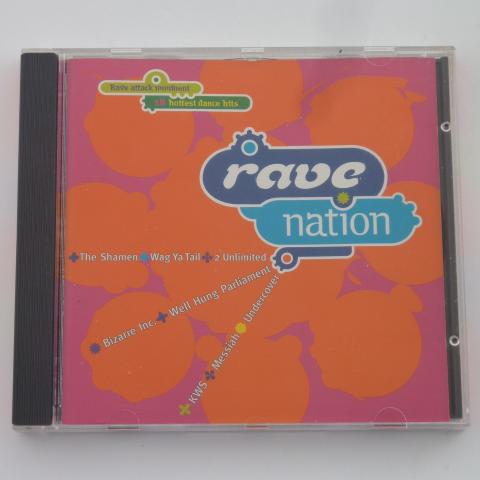 Rave attack imminent
18 hottest dance hits
rave
nation
The Shamen Wag Ya Tail 2 Unlimited
Bizarre Inc. Well Hung Parliament
KWS Messiah Undercover